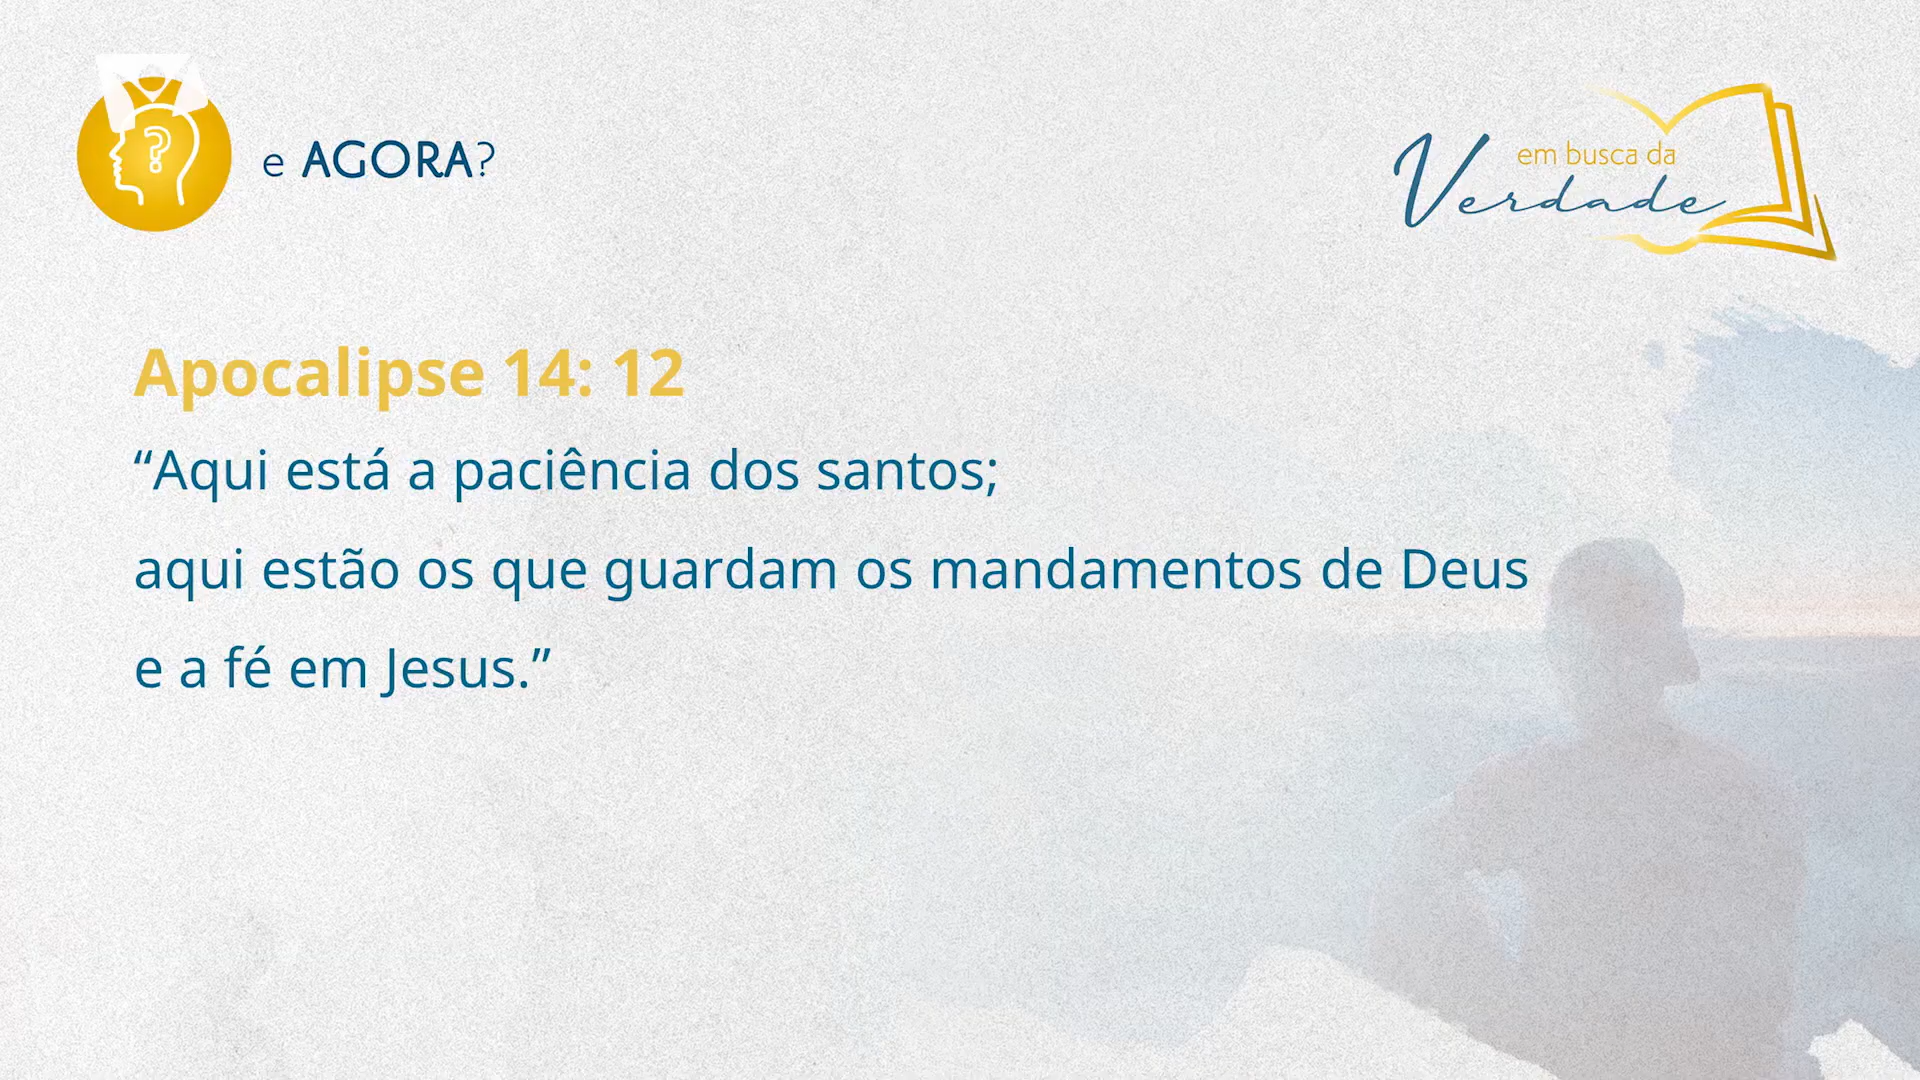 e AGORA?
em busca da
Verdade
Apocalipse 14: 12
“Aqui está a paciência dos santos;
aqui estão os que guardam os mandamentos de Deus
e a fé em Jesus.”